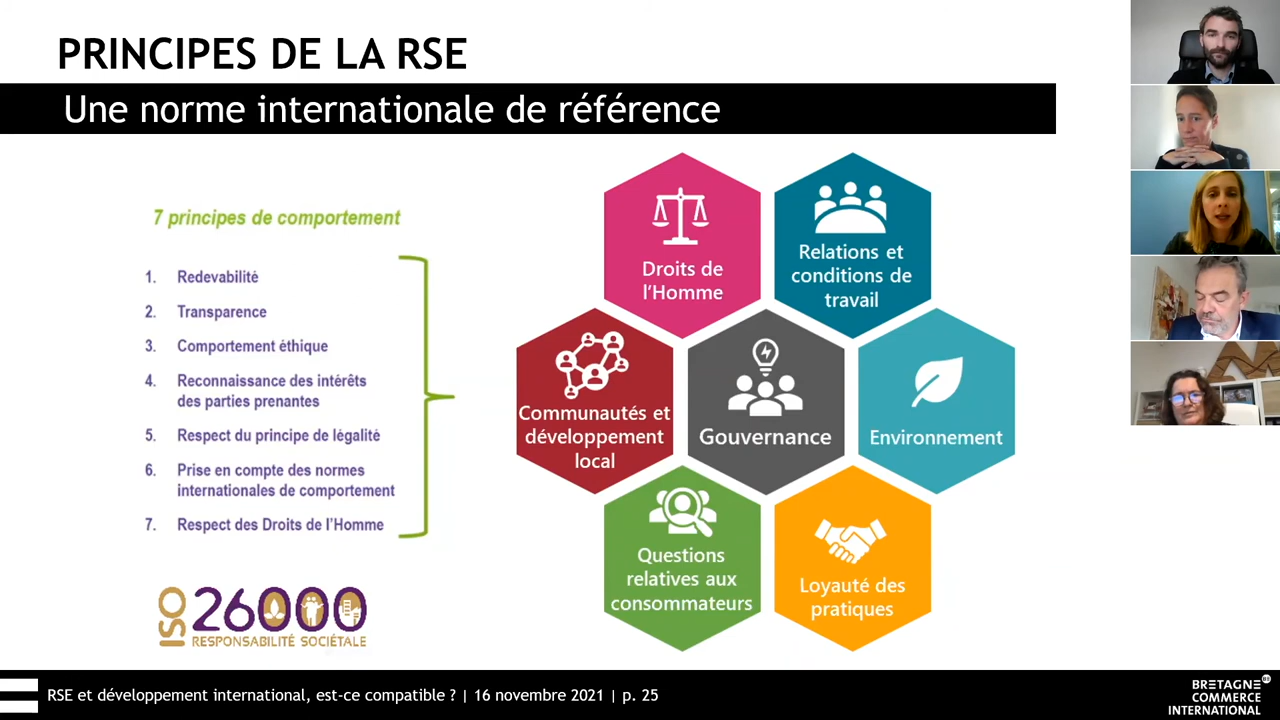 PRINCIPES DE LA RSE
Une norme internationale de référence
7 principes de comportement
1. Redevabilité
2. Transparence
3. Comportement éthique
4. Reconnaissance des intérêts
des parties prenantes
5. Respect du principe de légalité
6. Prise en compte des normes
internationales de comportement
7. Respect des Droits de l'Homme
ISO 26000
RESPONSABILITÉ SOCIÉTALE
Droits de
l'Homme
Relations et
conditions de
travail
Communautés et
développement
local
Gouvernance
Environnement
Questions
relatives aux
consommateurs
Loyauté des
pratiques
RSE et développement international, est-ce compatible ? | 16 novembre 2021 | p. 25
BRETAGNE
COMMERCE
INTERNATIONAL